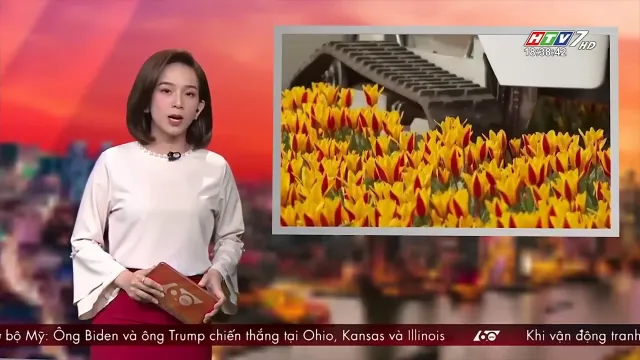 HTV7 HD
18:38:42
bộ Mỹ: Ông Biden và ông Trump chiến thắng tại Ohio, Kansas và Illinois 60 Khi vận động tranh